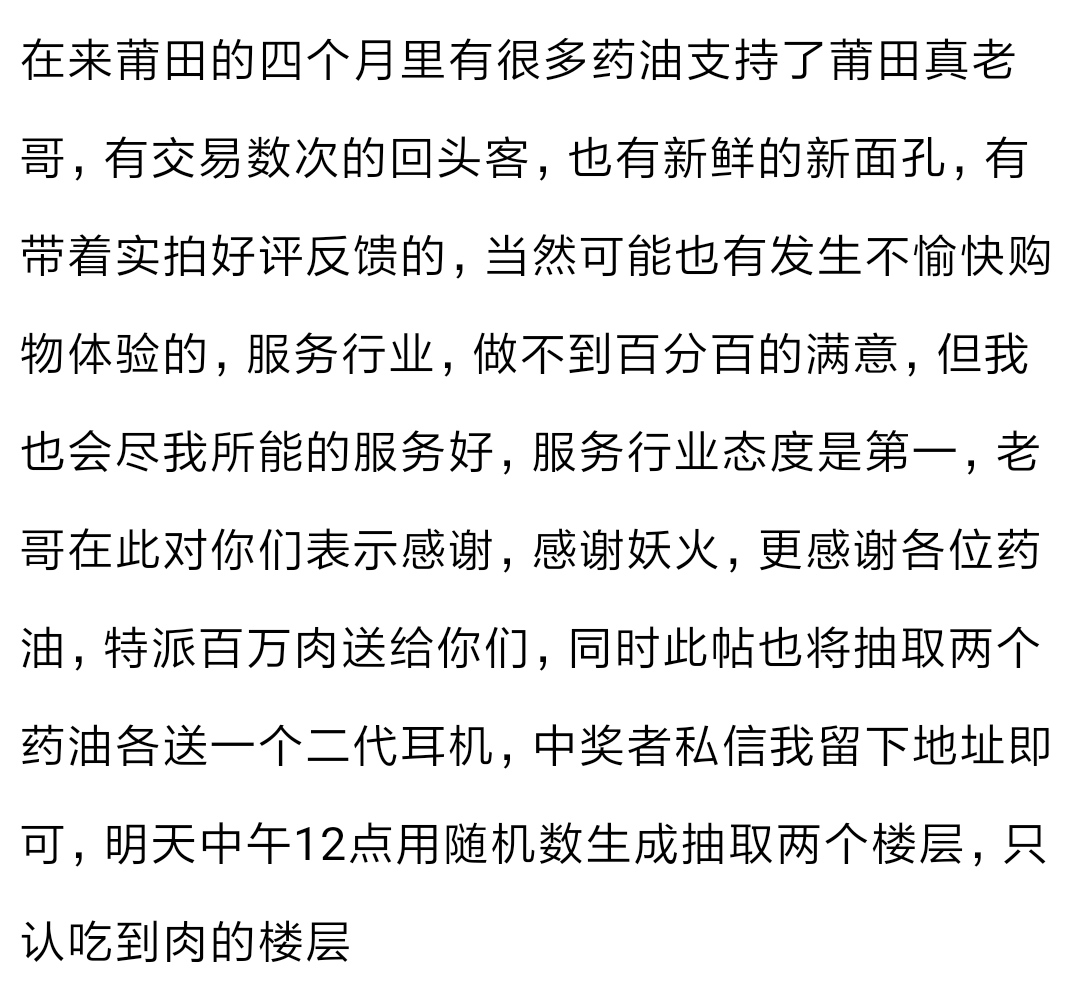 在来莆田的四个月里有很多药油支持了莆田真老
哥，有交易数次的回头客，也有新鲜的新面孔，有
带着实拍好评反馈的，当然可能也有发生不愉快购
物体验的，服务行业，做不到百分百的满意，但我
也会尽我所能的服务好，服务行业态度是第一，老
哥在此对你们表示感谢，感谢妖火，更感谢各位药
油，特派百万肉送给你们，同时此帖也将抽取两个
药油各送一个二代耳机，中奖者私信我留下地址即
可，明天中午12点用随机数生成抽取两个楼层，只
认吃到肉的楼层